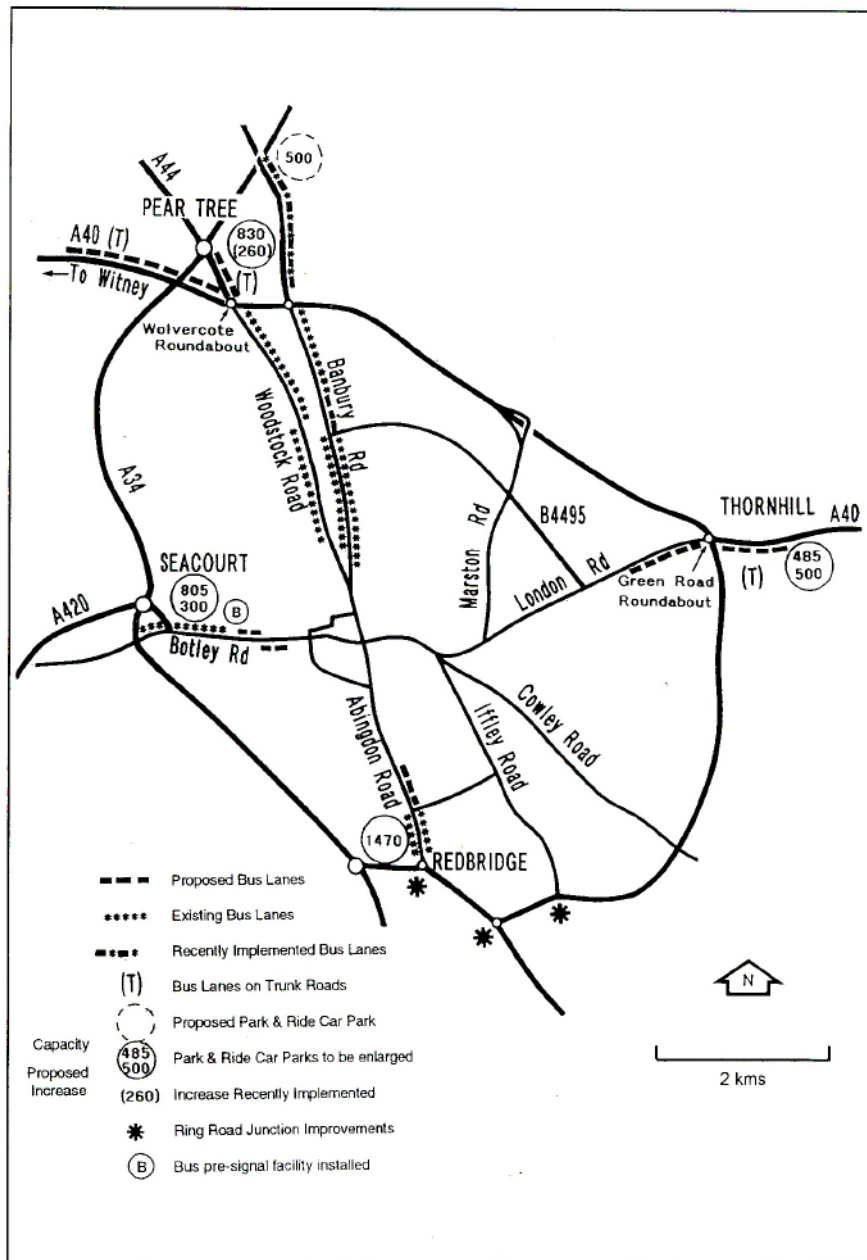 500
A44
PEAR TREE
830
(260)
A40 (T)
(T)
To Witney
Wolvercote
Roundabout
Banbury
Rd
Woodstock Road
A34
Marston Rd
B4495
THORNHILL
A40
485
500
(T)
London Rd
Green Road
Roundabout
SEACOURT
805
300
B
A420
Botley Rd
Abingdon Road
Iffley Road
Cowley Road
1470
REDBRIDGE
Proposed Bus Lanes
Existing Bus Lanes
Recently Implemented Bus Lanes
(T) Bus Lanes on Trunk Roads
Proposed Park & Ride Car Park
Capacity
Proposed
Increase
485
500
Park & Ride Car Parks to be enlarged
(260) Increase Recently Implemented
Ring Road Junction Improvements
B Bus pre-signal facility installed
N
2 kms